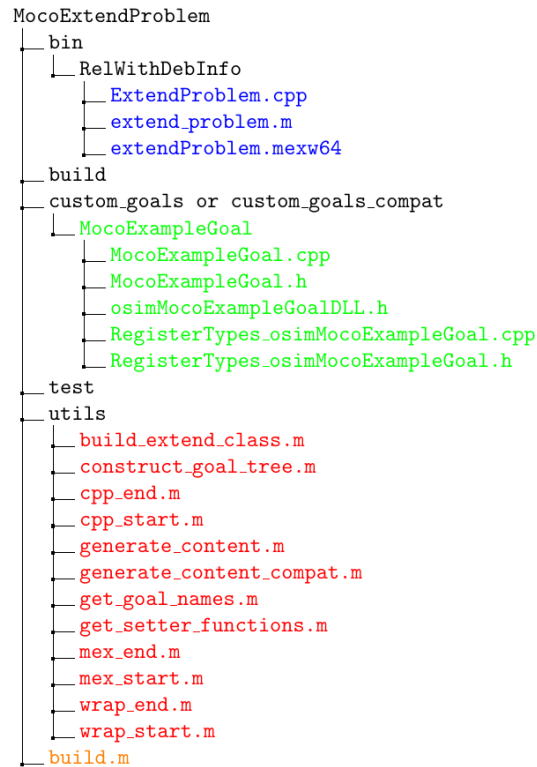 MocoExtendProblem
bin
RelWithDebInfo
ExtendProblem.cpp
extend_problem.m
extendProblem.mexw64
build
custom_goals or custom_goals_compat
MocoExampleGoal
MocoExampleGoal.cpp
MocoExampleGoal.h
osimMocoExampleGoalDLL.h
RegisterTypes_osimMocoExampleGoal.cpp
RegisterTypes_osimMocoExampleGoal.h
test
utils
build_extend_class.m
construct_goal_tree.m
cpp_end.m
cpp_start.m
generate_content.m
generate_content_compat.m
get_goal_names.m
get_setter_functions.m
mex_end.m
mex_start.m
wrap_end.m
wrap_start.m
build.m